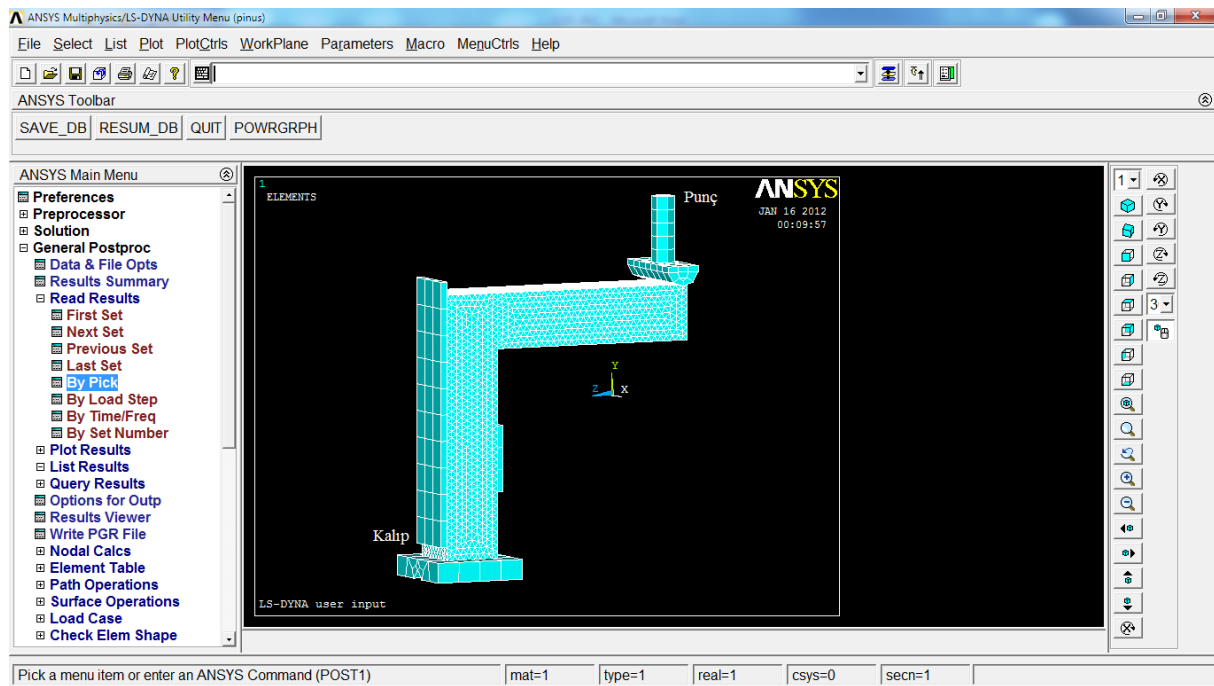 ANSYS Multiphysics/LS-DYNA Utility Menu (pinus)
File Select List Plot PlotCtrls WorkPlane Parameters Macro MenuCtrls Help
ANSYS Toolbar
SAVE_DB RESUM_DB QUIT POWRGRPH
ANSYS Main Menu
Preferences
Preprocessor
Solution
General Postproc
Data & File Opts
Results Summary
Read Results
First Set
Next Set
Previous Set
Last Set
By Pick
By Load Step
By Time/Freq
By Set Number
Plot Results
List Results
Query Results
Options for Outp
Results Viewer
Write PGR File
Nodal Calcs
Element Table
Path Operations
Surface Operations
Load Case
Check Elem Shape
1
ELEMENTS
Punç
ANSYS
JAN 16 2012
00:09:57
Y
Z X
Kalıp
LS-DYNA user input
1
3
Pick a menu item or enter an ANSYS Command (POST1) mat=1 type=1 real=1 csys=0 secn=1